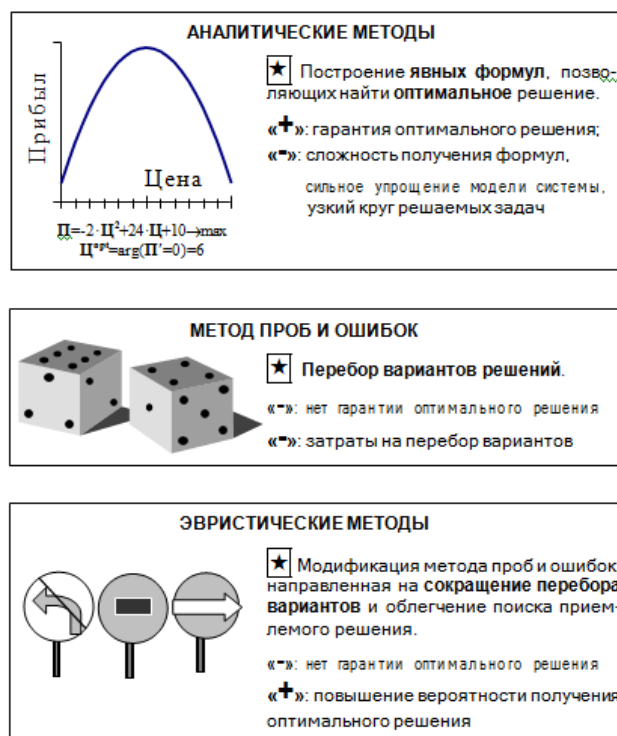 АНАЛИТИЧЕСКИЕ МЕТОДЫ
Прибыл
Цена
П=-2·Ц²+24·Ц+10→max
Цᵒᵖᵗ=arg(П'=0)=6
★ Построение явных формул, позво-
ляющих найти оптимальное решение.
«+»: гарантия оптимального решения;
«-»: сложность получения формул,
сильное упрощение модели системы,
узкий круг решаемых задач
МЕТОД ПРОБ И ОШИБОК
★ Перебор вариантов решений.
«-»: нет гарантии оптимального решения
«-»: затраты на перебор вариантов
ЭВРИСТИЧЕСКИЕ МЕТОДЫ
★ Модификация метода проб и ошибок
направленная на сокращение перебора
вариантов и облегчение поиска прием-
лемого решения.
«-»: нет гарантии оптимального решения
«+»: повышение вероятности получения
оптимального решения